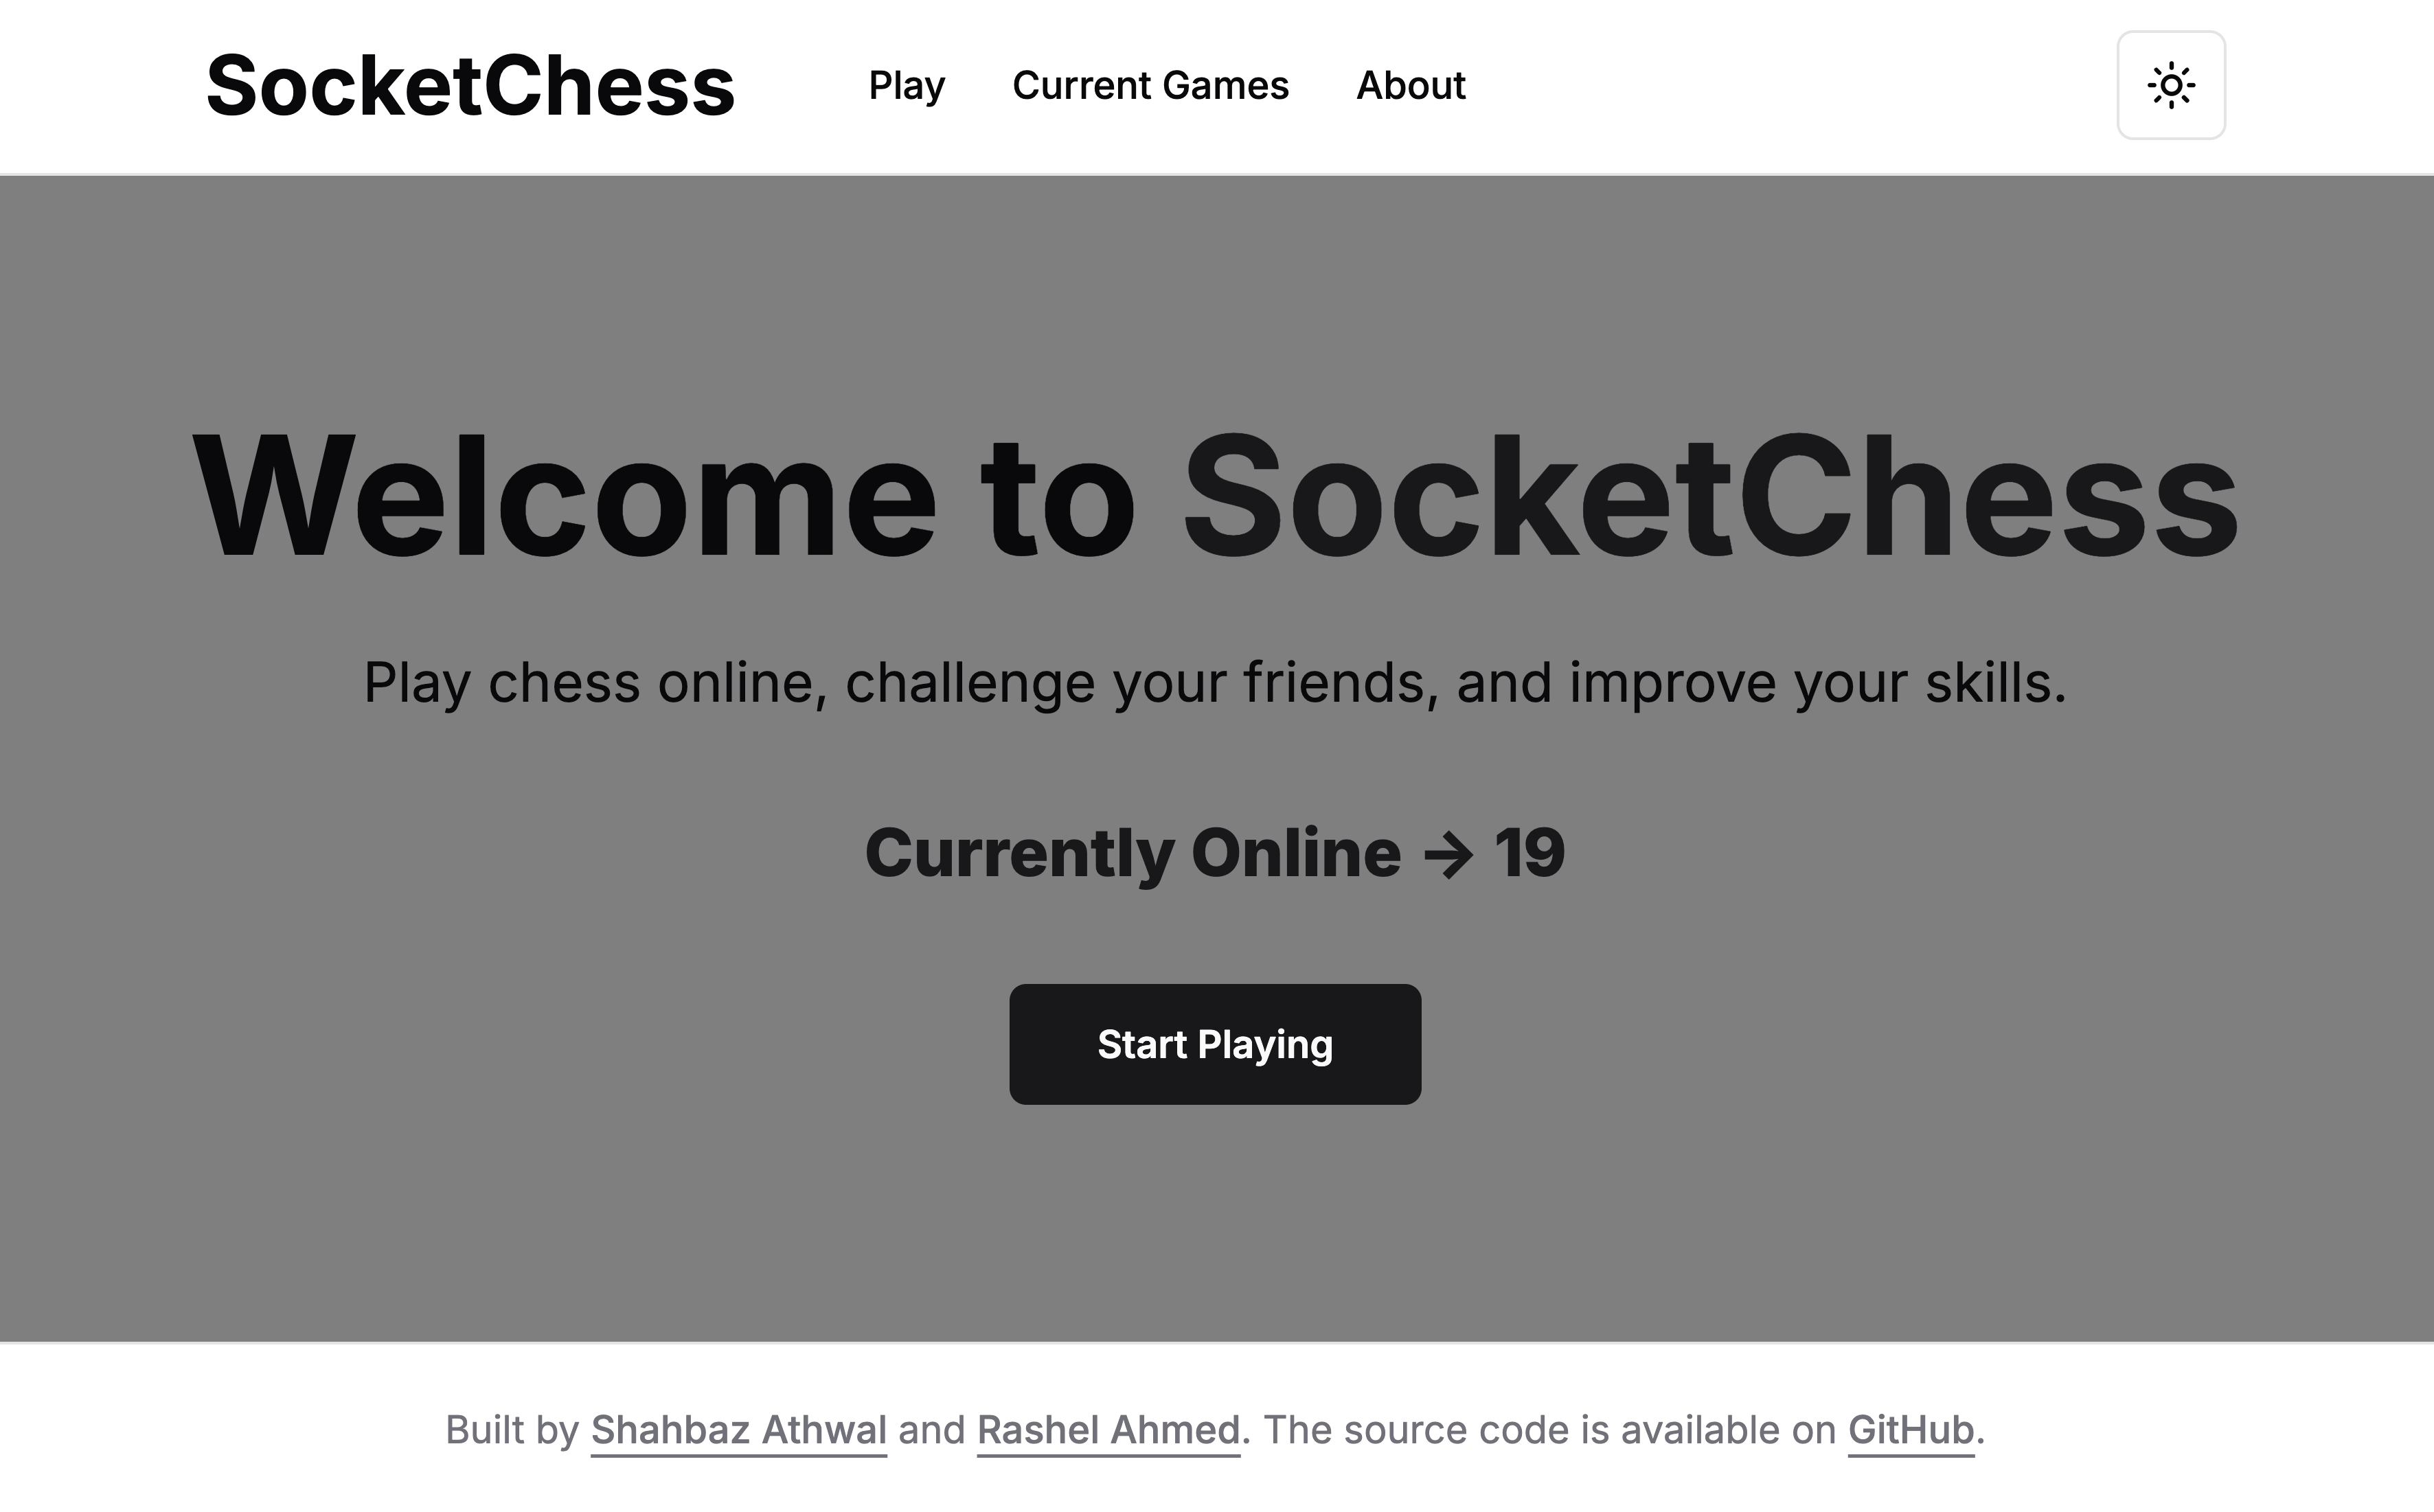 SocketChess Play Current Games About
Welcome to SocketChess
Play chess online, challenge your friends, and improve your skills.
Currently Online → 19
Start Playing
Built by Shahbaz Athwal and Rashel Ahmed. The source code is available on GitHub.